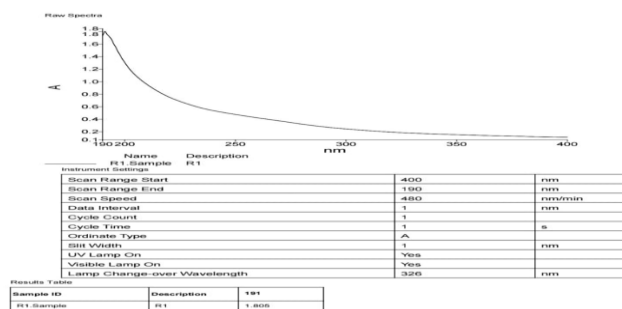 Raw Spectra
1.8
1.8
1.6
1.4
1.2
1.0
0.8
0.6
0.4
0.2
0.1
A
190 200 250 300 350 400
nm
Name Description
R1.Sample R1
Instrument Settings
Scan Range Start 400 nm
Scan Range End 190 nm
Scan Speed 480 nm/min
Data Interval 1 nm
Cycle Count 1
Cycle Time 1 s
Ordinate Type A
Slit Width 1 nm
UV Lamp On Yes
Visible Lamp On Yes
Lamp Change-over Wavelength 326 nm
Results Table
Sample ID Description 191
R1.Sample R1 1.805